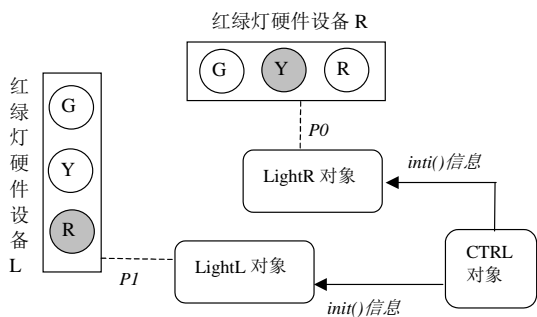 红绿灯硬件设备 R
G Y R
红绿灯硬件设备 L
G
Y
R
P0
LightR 对象
inti()信息
P1
LightL 对象
CTRL
对象
init()信息